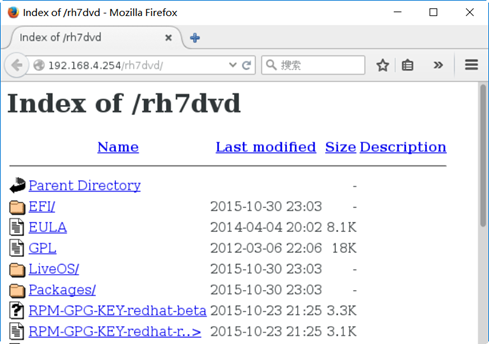 Index of /rh7dvd - Mozilla Firefox
Index of /rh7dvd
192.168.4.254/rh7dvd/ 搜索
Index of /rh7dvd
Name Last modified Size Description
Parent Directory -
EFI/ 2015-10-30 23:03 -
EULA 2014-04-04 20:02 8.1K
GPL 2012-03-06 22:06 18K
LiveOS/ 2015-10-30 23:03 -
Packages/ 2015-10-30 23:03 -
RPM-GPG-KEY-redhat-beta 2015-10-23 21:25 3.3K
RPM-GPG-KEY-redhat-r..> 2015-10-23 21:25 3.1K